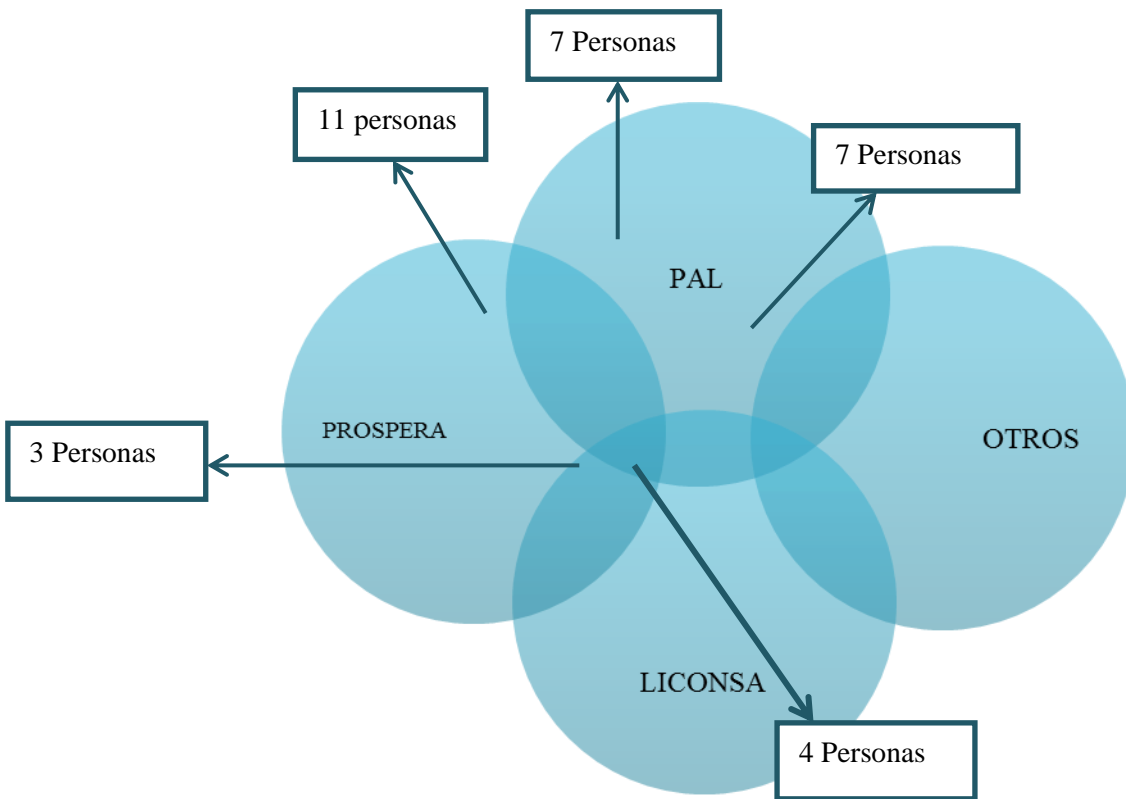 7 Personas
11 personas
7 Personas
PAL
PROSPERA
OTROS
3 Personas
LICONSA
4 Personas